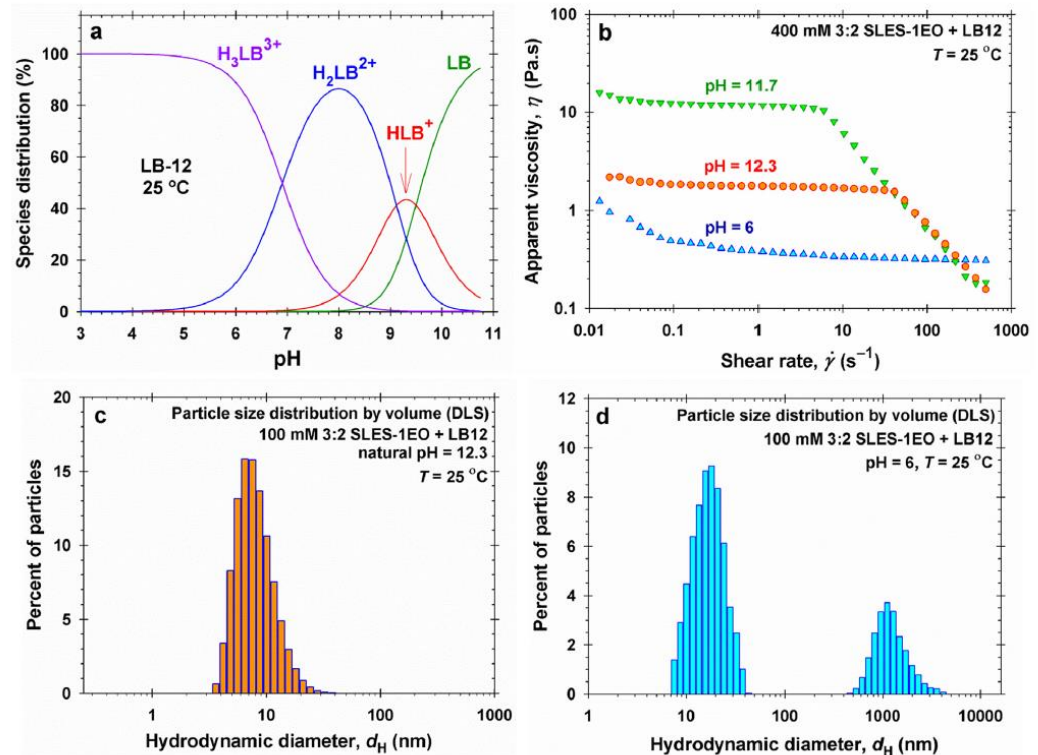 a
H₃LB³⁺
H₂LB²⁺
LB
HLB⁺
LB-12
25 °C
Species distribution (%)
100
80
60
40
20
0
3 4 5 6 7 8 9 10 11
pH
b
400 mM 3:2 SLES-1EO + LB12
T = 25 °C
pH = 11.7
pH = 12.3
pH = 6
Apparent viscosity, η (Pa.s)
100
10
1
0.1
0.01 0.1 1 10 100 1000
Shear rate, γ̇ (s⁻¹)
c
Particle size distribution by volume (DLS)
100 mM 3:2 SLES-1EO + LB12
natural pH = 12.3
T = 25 °C
Percent of particles
20
15
10
5
0
1 10 100 1000
Hydrodynamic diameter, d_H (nm)
d
Particle size distribution by volume (DLS)
100 mM 3:2 SLES-1EO + LB12
pH = 6, T = 25 °C
Percent of particles
12
10
8
6
4
2
0
1 10 100 1000 10000
Hydrodynamic diameter, d_H (nm)